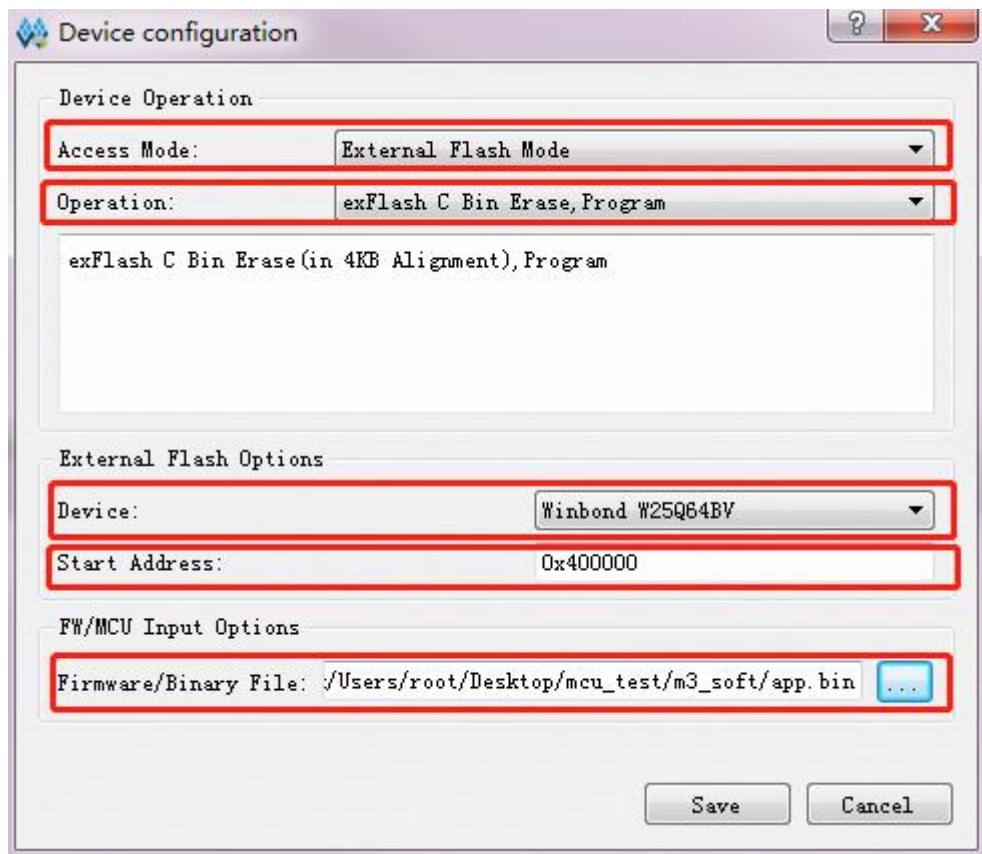 Device configuration
?
X
Device Operation
Access Mode: External Flash Mode
Operation: exFlash C Bin Erase,Program
exFlash C Bin Erase(in 4KB Alignment),Program
External Flash Options
Device: Winbond W25Q64BV
Start Address: 0x400000
FW/MCU Input Options
Firmware/Binary File: :/Users/root/Desktop/mcu_test/m3_soft/app.bin ...
Save Cancel